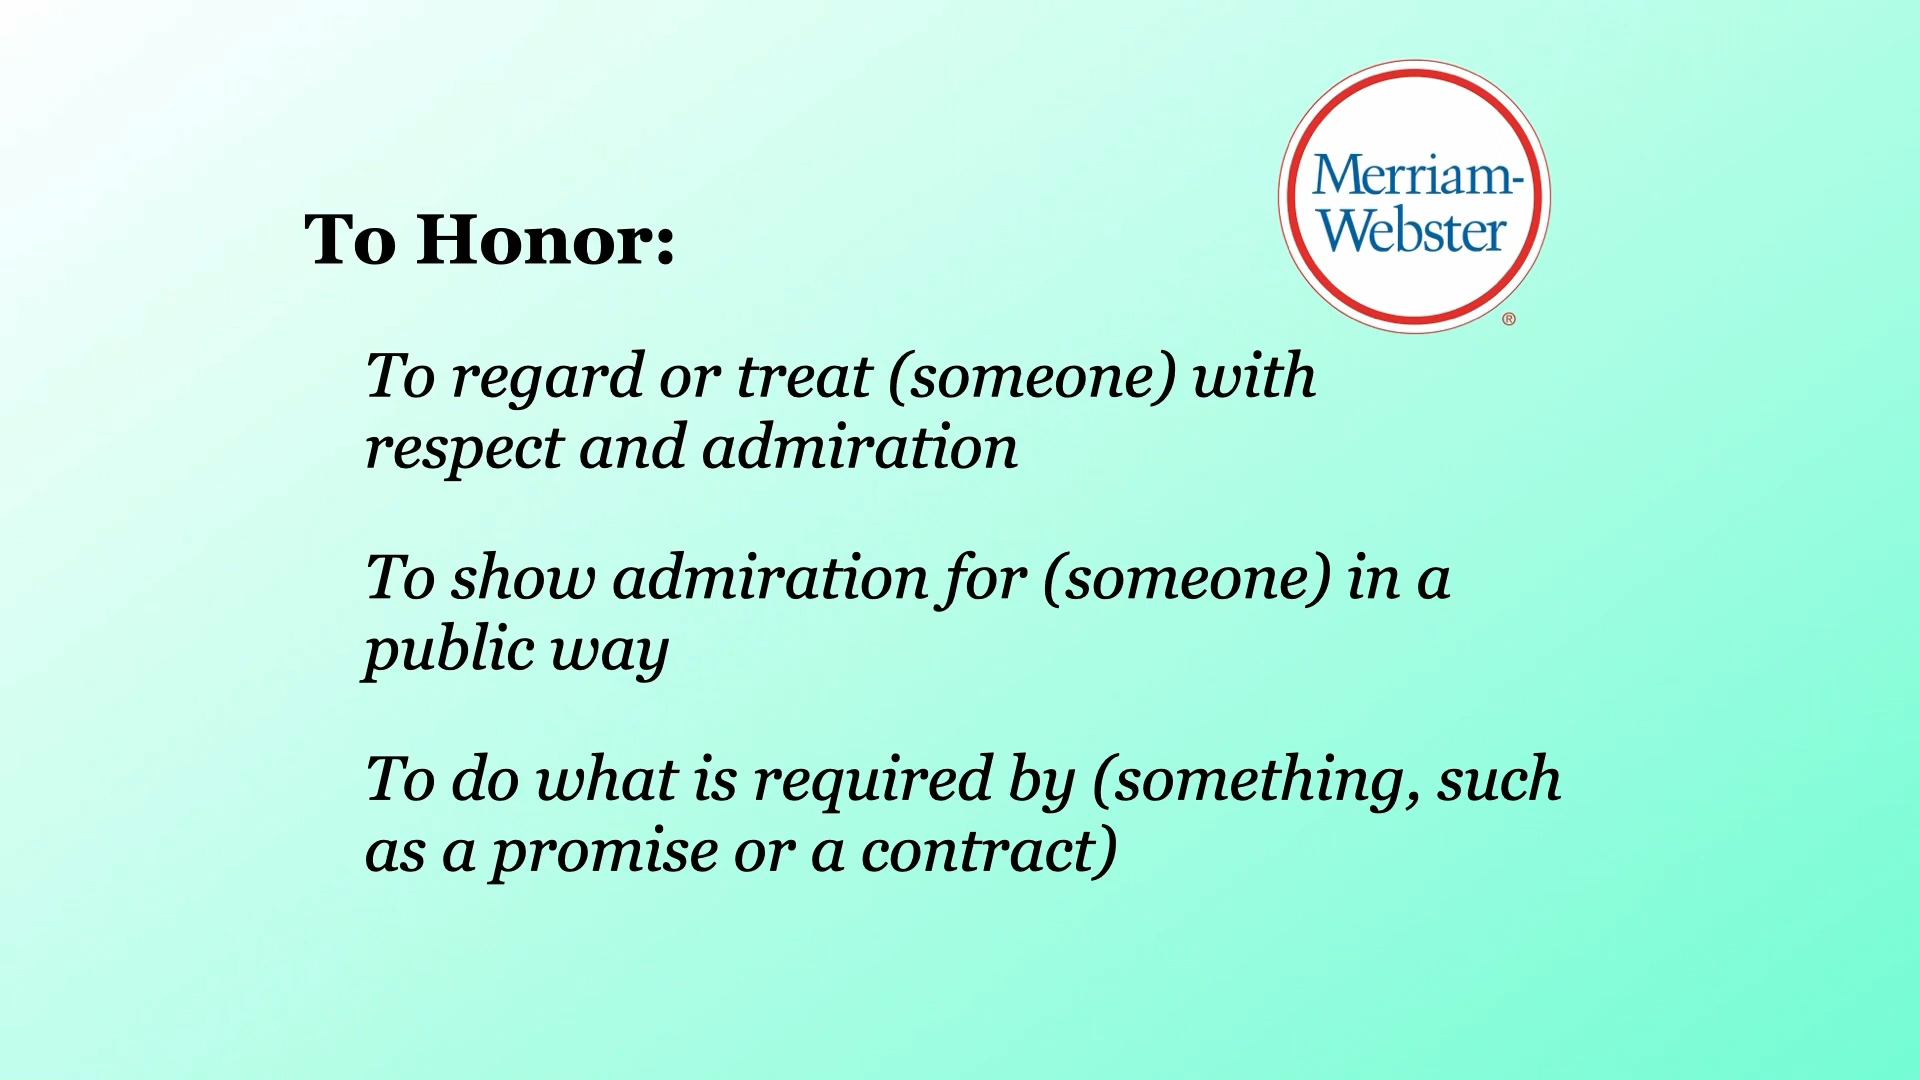 Merriam-
Webster
®
To Honor:
To regard or treat (someone) with
respect and admiration
To show admiration for (someone) in a
public way
To do what is required by (something, such
as a promise or a contract)